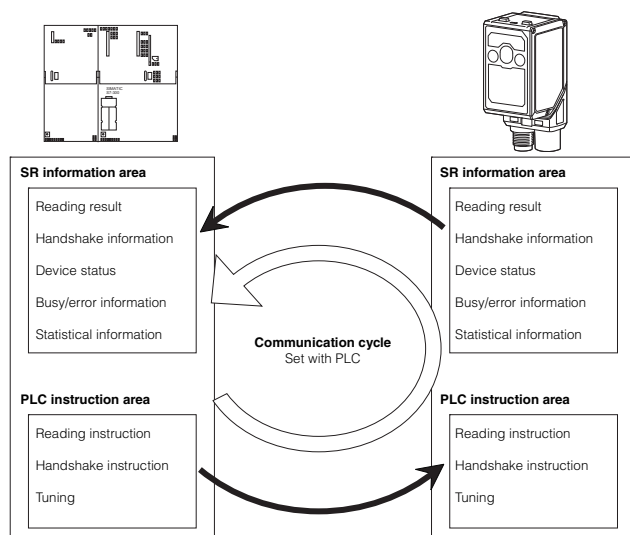 SIMATIC
SR information area
Reading result
Handshake information
Device status
Busy/error information
Statistical information
PLC instruction area
Reading instruction
Handshake instruction
Tuning
Communication cycle
Set with PLC
SR information area
Reading result
Handshake information
Device status
Busy/error information
Statistical information
PLC instruction area
Reading instruction
Handshake instruction
Tuning